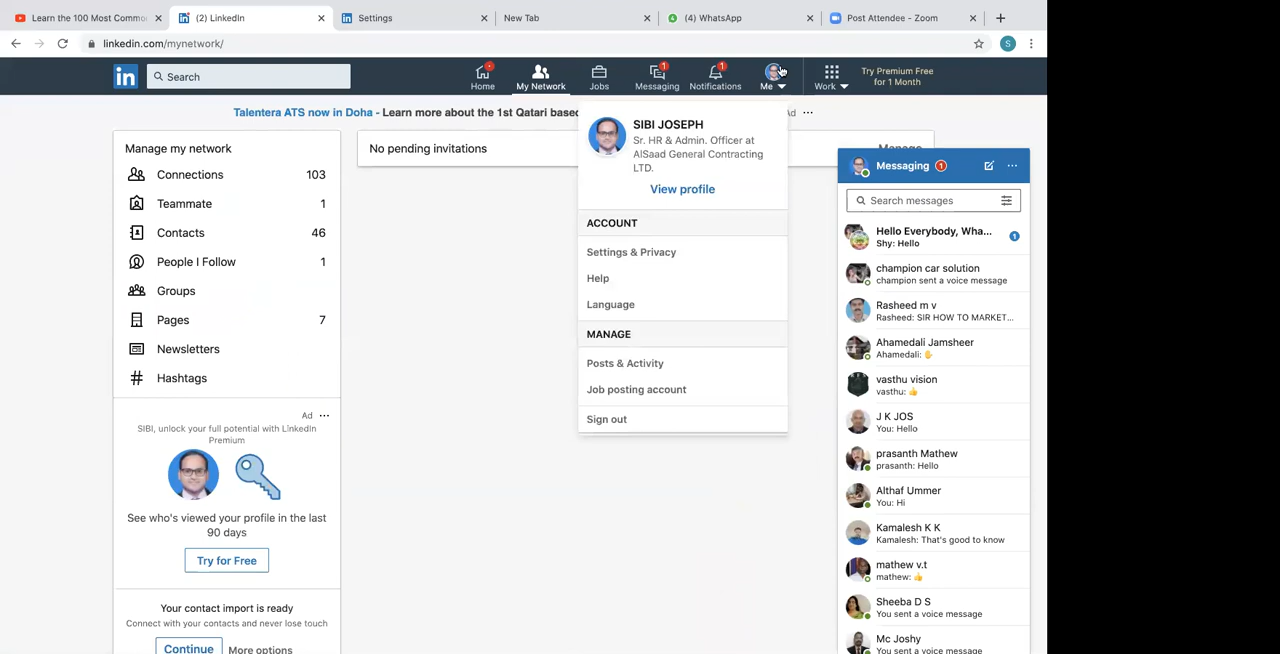 Learn the 100 Most Commo
(2) LinkedIn
Settings
New Tab
(4) WhatsApp
Post Attendee - Zoom
linkedin.com/mynetwork/
S
in
Search
Home
My Network
Jobs
1
Messaging
1
Notifications
Me
Work
Try Premium Free
for 1 Month
Talentera ATS now in Doha - Learn more about the 1st Qatari base
Ad
Manage my network
Connections 103
Teammate 1
Contacts 46
People I Follow 1
Groups
Pages 7
Newsletters
Hashtags
Ad
SIBI, unlock your full potential with LinkedIn
Premium
See who's viewed your profile in the last
90 days
Try for Free
Your contact import is ready
Connect with your contacts and never lose touch
Continue
More options
No pending invitations
Manage
SIBI JOSEPH
Sr. HR & Admin. Officer at
AlSaad General Contracting
LTD.
View profile
ACCOUNT
Settings & Privacy
Help
Language
MANAGE
Posts & Activity
Job posting account
Sign out
Messaging 1
Search messages
Hello Everybody, Wha...
Shy: Hello
1
champion car solution
champion sent a voice message
Rasheed m v
Rasheed: SIR HOW TO MARKET...
Ahamedali Jamsheer
Ahamedali: ✋
vasthu vision
vasthu: 👍
J K JOS
You: Hello
prasanth Mathew
prasanth: Hello
Althaf Ummer
You: Hi
Kamalesh K K
Kamalesh: That's good to know
mathew v.t
mathew: 👍
Sheeba D S
You sent a voice message
Mc Joshy
You sent a voice message